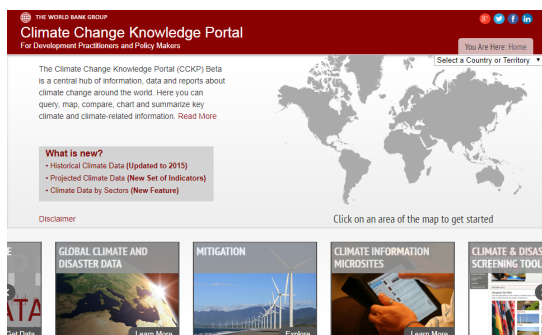 THE WORLD BANK GROUP
Climate Change Knowledge Portal
For Development Practitioners and Policy Makers
You Are Here: Home
Select a Country or Territory
The Climate Change Knowledge Portal (CCKP) Beta
is a central hub of information, data and reports about
climate change around the world. Here you can
query, map, compare, chart and summarize key
climate and climate-related information. Read More
What is new?
• Historical Climate Data (Updated to 2015)
• Projected Climate Data (New Set of Indicators)
• Climate Data by Sectors (New Feature)
Disclaimer
Click on an area of the map to get started
E
GLOBAL CLIMATE AND
DISASTER DATA
MITIGATION
CLIMATE INFORMATION
MICROSITES
CLIMATE & DISAS
SCREENING TOOL
ATA
Get Data
Learn More
Explore
Learn More